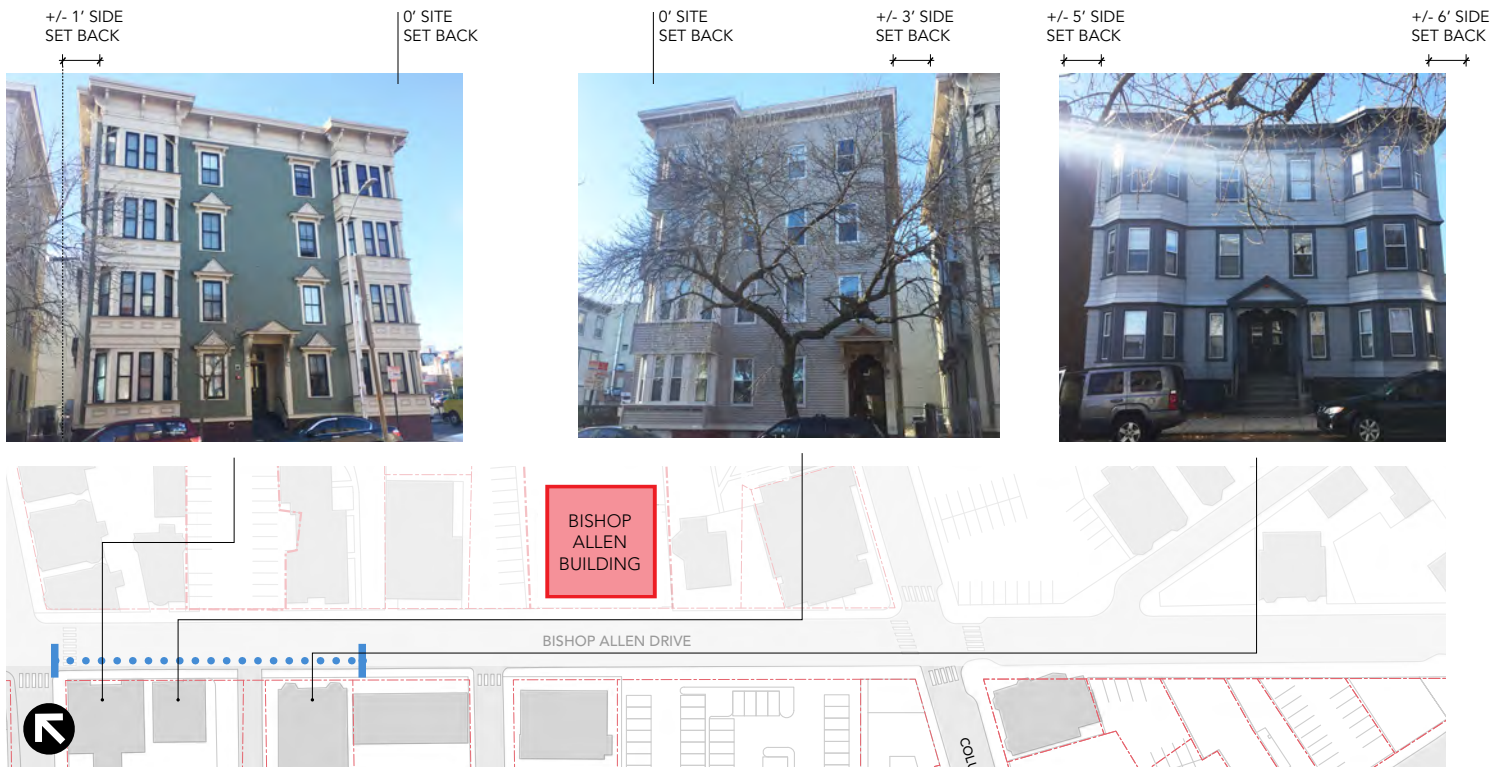 +/- 1’ SIDE
SET BACK
0’ SITE
SET BACK
0’ SITE
SET BACK
+/- 3’ SIDE
SET BACK
+/- 5’ SIDE
SET BACK
+/- 6’ SIDE
SET BACK
BISHOP
ALLEN
BUILDING
BISHOP ALLEN DRIVE